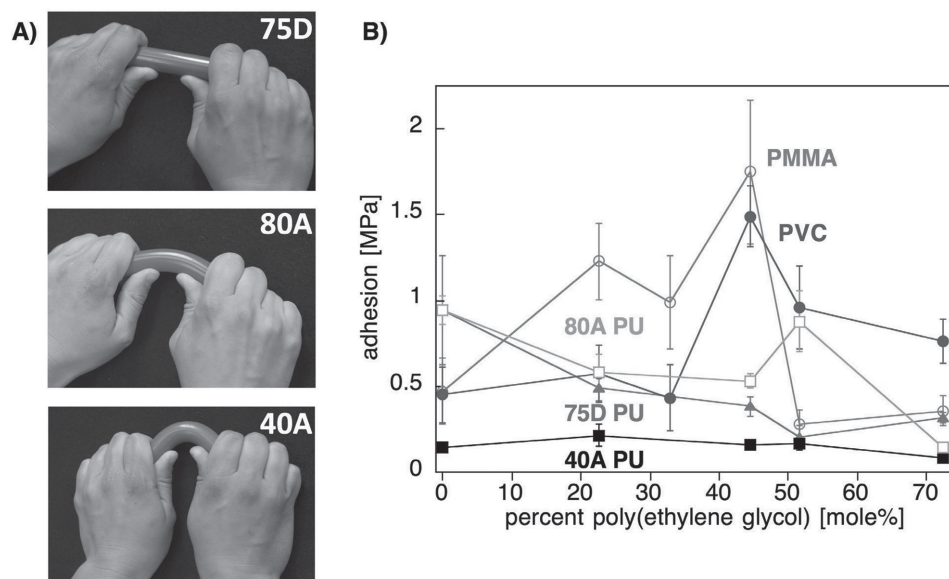 A)
75D
80A
40A
B)
adhesion [MPa]
2
1.5
1
0.5
0
PMMA
PVC
80A PU
75D PU
40A PU
0 10 20 30 40 50 60 70
percent poly(ethylene glycol) [mole%]